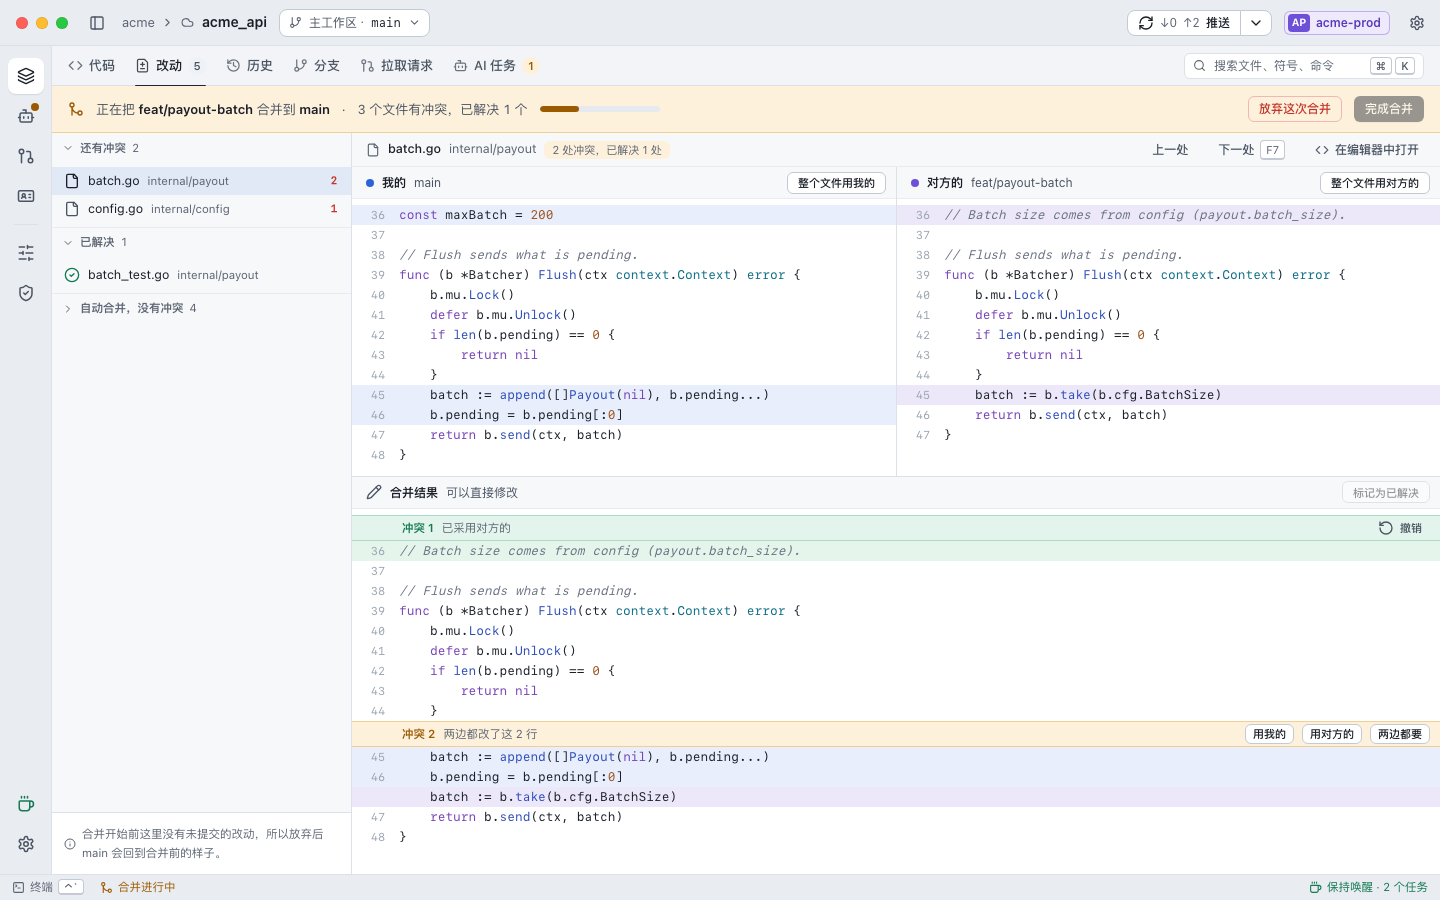 acme
acme_api
主工作区 · main
↓0 ↑2 推送
AP acme-prod
代码
改动 5
历史
分支
拉取请求
AI 任务 1
搜索文件、符号、命令 ⌘ K
正在把 feat/payout-batch 合并到 main · 3 个文件有冲突，已解决 1 个
放弃这次合并
完成合并
还有冲突 2
batch.go internal/payout 2
config.go internal/config 1
已解决 1
batch_test.go internal/payout
自动合并，没有冲突 4
合并开始前这里没有未提交的改动，所以放弃后
main 会回到合并前的样子。
batch.go internal/payout 2 处冲突，已解决 1 处
上一处
下一处 F7
在编辑器中打开
我的 main
整个文件用我的
36 const maxBatch = 200
37
38 // Flush sends what is pending.
39 func (b *Batcher) Flush(ctx context.Context) error {
40 b.mu.Lock()
41 defer b.mu.Unlock()
42 if len(b.pending) == 0 {
43 return nil
44 }
45 batch := append([]Payout(nil), b.pending...)
46 b.pending = b.pending[:0]
47 return b.send(ctx, batch)
48 }
对方的 feat/payout-batch
整个文件用对方的
36 // Batch size comes from config (payout.batch_size).
37
38 // Flush sends what is pending.
39 func (b *Batcher) Flush(ctx context.Context) error {
40 b.mu.Lock()
41 defer b.mu.Unlock()
42 if len(b.pending) == 0 {
43 return nil
44 }
45 batch := b.take(b.cfg.BatchSize)
46 return b.send(ctx, batch)
47 }
合并结果 可以直接修改
标记为已解决
冲突 1 已采用对方的
撤销
36 // Batch size comes from config (payout.batch_size).
37
38 // Flush sends what is pending.
39 func (b *Batcher) Flush(ctx context.Context) error {
40 b.mu.Lock()
41 defer b.mu.Unlock()
42 if len(b.pending) == 0 {
43 return nil
44 }
冲突 2 两边都改了这 2 行
用我的
用对方的
两边都要
45 batch := append([]Payout(nil), b.pending...)
46 b.pending = b.pending[:0]
batch := b.take(b.cfg.BatchSize)
47 return b.send(ctx, batch)
48 }
终端 ⌃`
合并进行中
保持唤醒 · 2 个任务